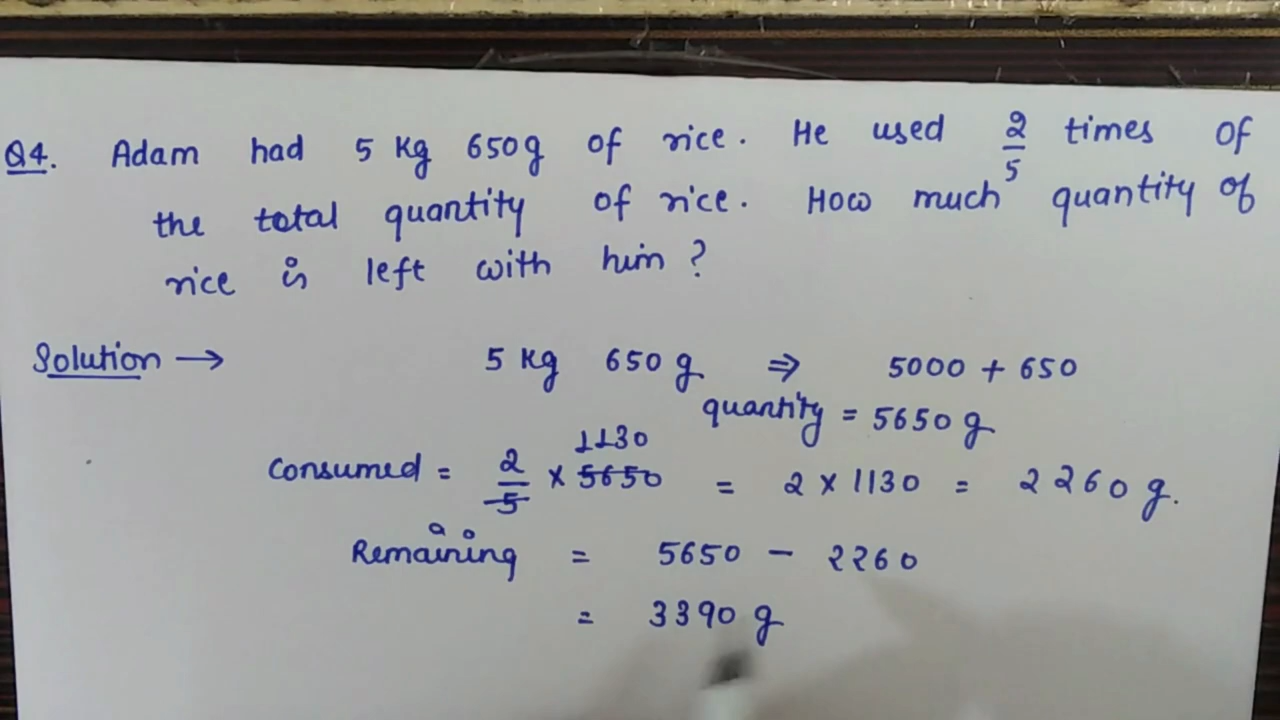 Q4. Adam had 5 Kg 650g of rice. He used 2/5 times of
the total quantity of rice. How much quantity of
rice is left with him ?
Solution → 5 Kg 650 g ⇒ 5000 + 650
quantity = 5650 g
1130
Consumed = 2/5 × 5650 = 2 × 1130 = 2260 g.
Remaining = 5650 - 2260
= 3390 g